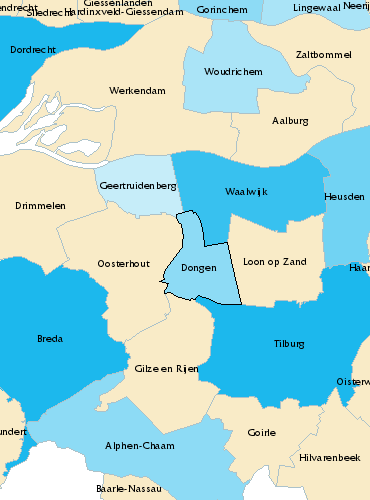 Giessenlanden
Gorinchem
Lingewaal
Neerij
endrecht
Sliedrecht
Hardinxveld-Giessendam
Dordrecht
Zaltbommel
Woudrichem
Werkendam
Aalburg
Geertruidenberg
Waalwijk
Heusden
Drimmelen
Oosterhout
Dongen
Loon op Zand
Haar
Breda
Tilburg
Gilze en Rijen
Oisterw
undert
Goirle
Alphen-Chaam
Hilvarenbeek
Baarle-Nassau